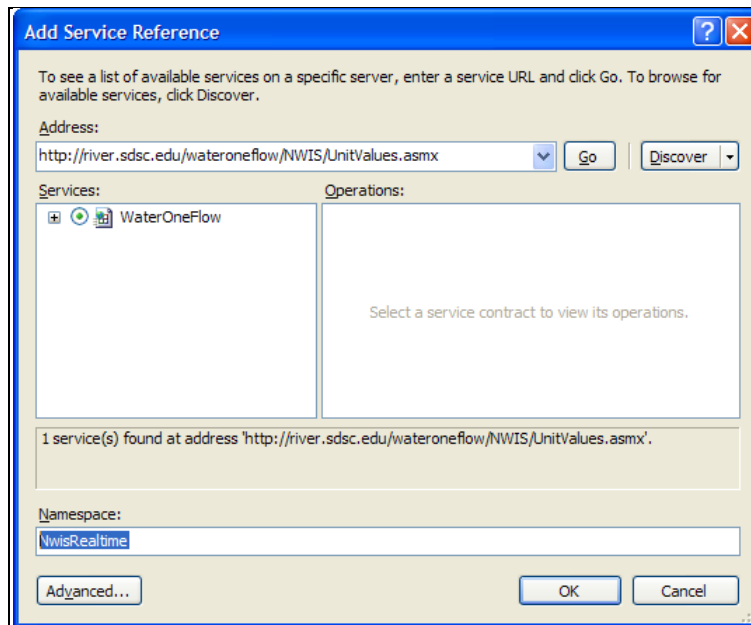 Add Service Reference
To see a list of available services on a specific server, enter a service URL and click Go. To browse for
available services, click Discover.
Address:
http://river.sdsc.edu/wateroneflow/NWIS/UnitValues.asmx Go Discover
Services: Operations:
WaterOneFlow
Select a service contract to view its operations.
1 service(s) found at address 'http://river.sdsc.edu/wateroneflow/NWIS/UnitValues.asmx'.
Namespace:
NwisRealtime
Advanced... OK Cancel